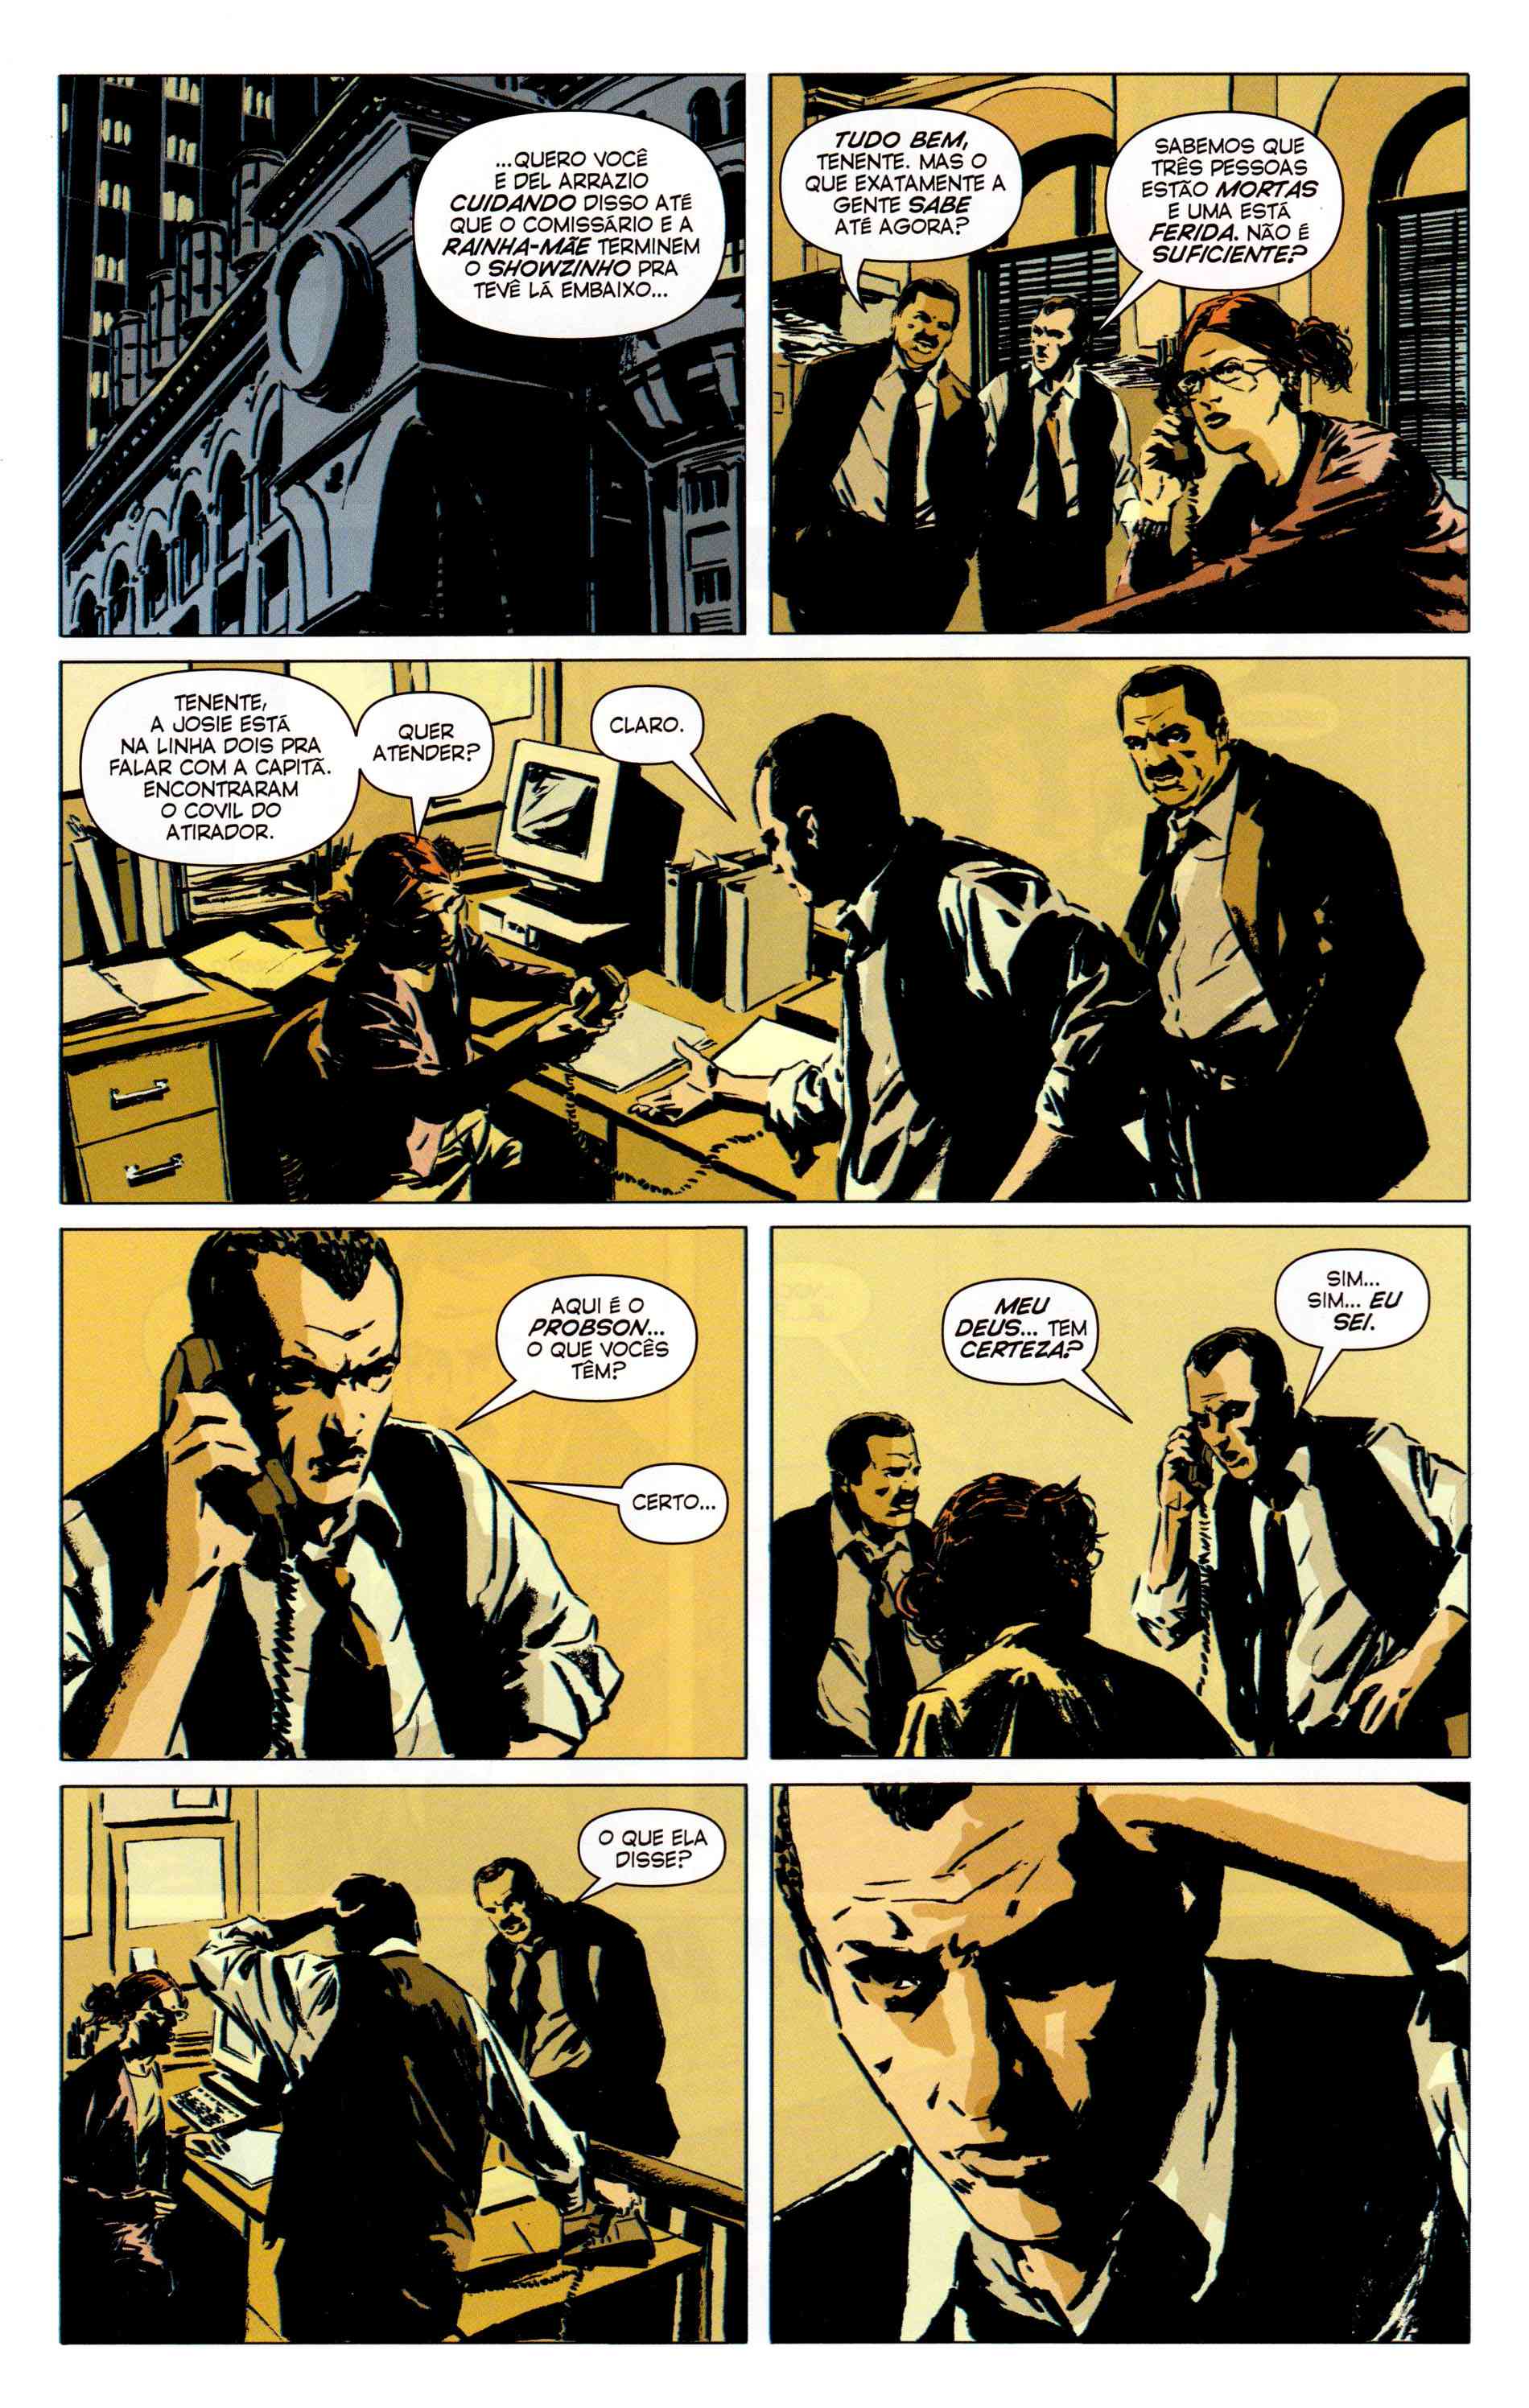 ...QUERO VOCÊ
E DEL ARRAZIO
CUIDANDO DISSO ATÉ
QUE O COMISSÁRIO E A
RAINHA-MÃE TERMINEM
O SHOWZINHO PRA
TEVÊ LÁ EMBAIXO...
TUDO BEM,
TENENTE. MAS O
QUE EXATAMENTE A
GENTE SABE
ATÉ AGORA?
SABEMOS QUE
TRÊS PESSOAS
ESTÃO MORTAS
E UMA ESTÁ
FERIDA. NÃO É
SUFICIENTE?
TENENTE,
A JOSIE ESTÁ
NA LINHA DOIS PRA
FALAR COM A CAPITÃ.
ENCONTRARAM
O COVIL DO
ATIRADOR.
QUER
ATENDER?
CLARO.
AQUI É O
PROBSON...
O QUE VOCÊS
TÊM?
CERTO...
MEU
DEUS... TEM
CERTEZA?
SIM...
SIM... EU
SEI.
O QUE ELA
DISSE?